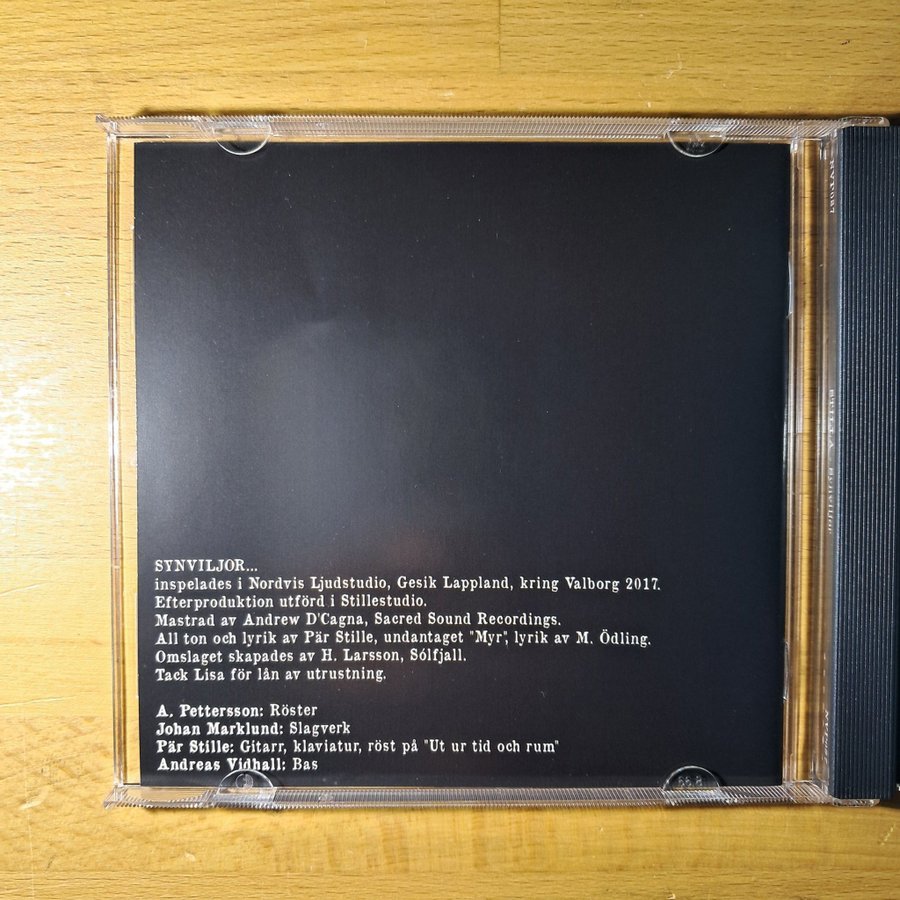 SYNVILJOR...
inspelades i Nordvis Ljudstudio, Gesik Lappland, kring Valborg 2017.
Efterproduktion utförd i Stillestudio.
Mastrad av Andrew D'Cagna, Sacred Sound Recordings.
All ton och lyrik av Pär Stille, undantaget "Myr", lyrik av M. Ödling.
Omslaget skapades av H. Larsson, Sólfjall.
Tack Lisa för lån av utrustning.
A. Pettersson: Röster
Johan Marklund: Slagverk
Pär Stille: Gitarr, klaviatur, röst på "Ut ur tid och rum"
Andreas Vidhall: Bas